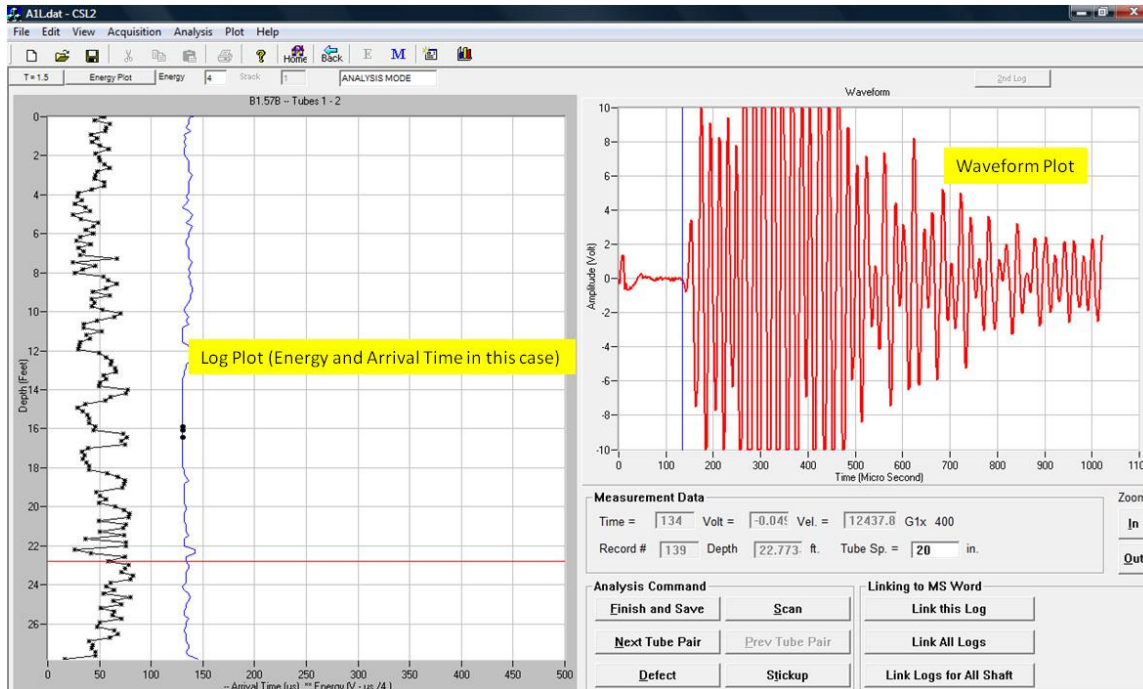 A1L.dat - CSL2
File Edit View Acquisition Analysis Plot Help
Home Back E M
T = 1.5 Energy Plot Energy 4 Stack 1 ANALYSIS MODE 2nd Log
B1.57B -- Tubes 1 - 2
0
2
4
6
8
10
12
14
16
18
20
22
24
26
Depth (Feet)
Log Plot (Energy and Arrival Time in this case)
0 50 100 150 200 250 300 350 400 450 500
-- Arrival Time (us) ** Energy (V - us /4 )
Waveform
10
8
6
4
2
0
-2
-4
-6
-8
-10
Amplitude (Volt)
Waveform Plot
0 100 200 300 400 500 600 700 800 900 1000 110
Time (Micro Second)
Measurement Data
Time = 134 Volt = -0.045 Vel. = 12437.8 G1x 400
Record # 139 Depth 22.773 ft. Tube Sp. = 20 in.
Zoom
In
Out
Analysis Command
Finish and Save Scan
Next Tube Pair Prev Tube Pair
Defect Stickup
Linking to MS Word
Link this Log
Link All Logs
Link Logs for All Shaft